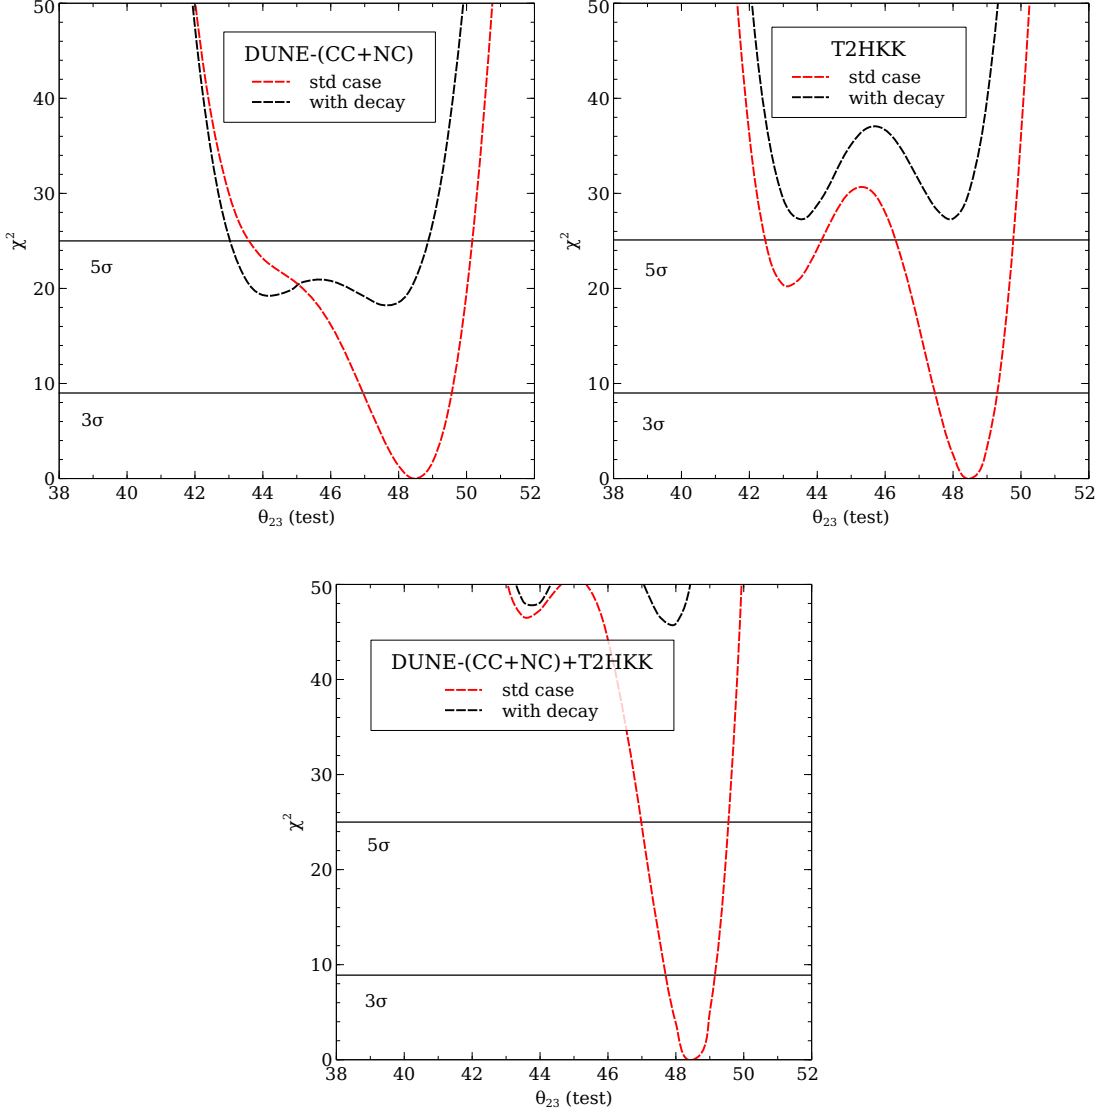 DUNE-(CC+NC)
std case
with decay
χ²
50
40
30
20
10
0
5σ
3σ
38 40 42 44 46 48 50 52
θ₂₃ (test)
T2HKK
std case
with decay
χ²
50
40
30
20
10
0
5σ
3σ
38 40 42 44 46 48 50 52
θ₂₃ (test)
DUNE-(CC+NC)+T2HKK
std case
with decay
χ²
50
40
30
20
10
0
5σ
3σ
38 40 42 44 46 48 50 52
θ₂₃ (test)